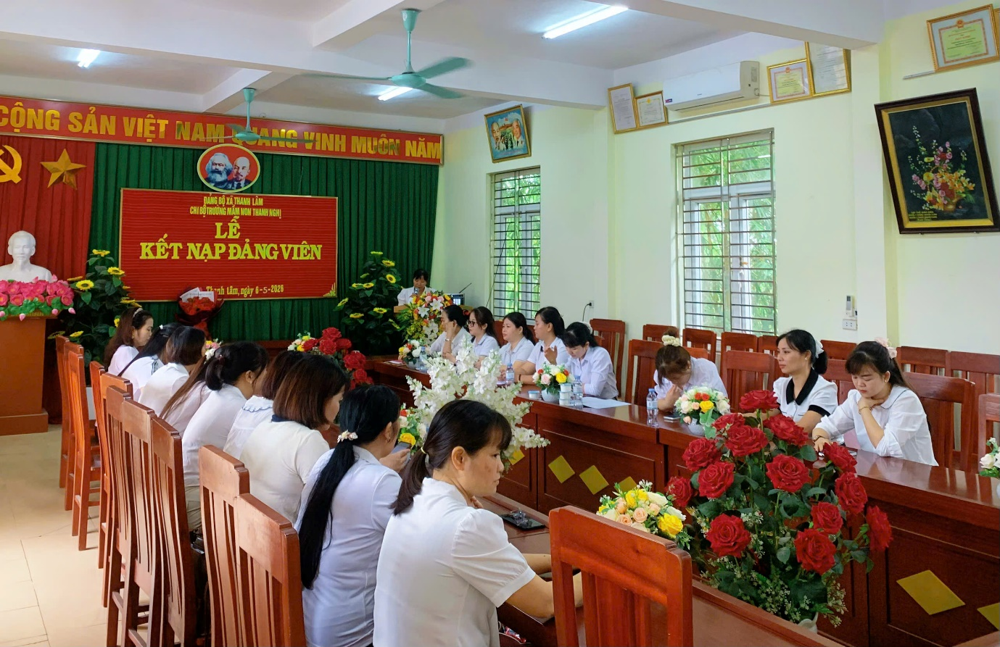 CỘNG SẢN VIỆT NAM QUANG VINH MUÔN NĂM
ĐẢNG BỘ XÃ THANH LÂM
CHI BỘ TRƯỜNG MẦM NON THANH NGHỊ
LỄ
KẾT NẠP ĐẢNG VIÊN
Thanh Lâm, ngày 6-5-2026